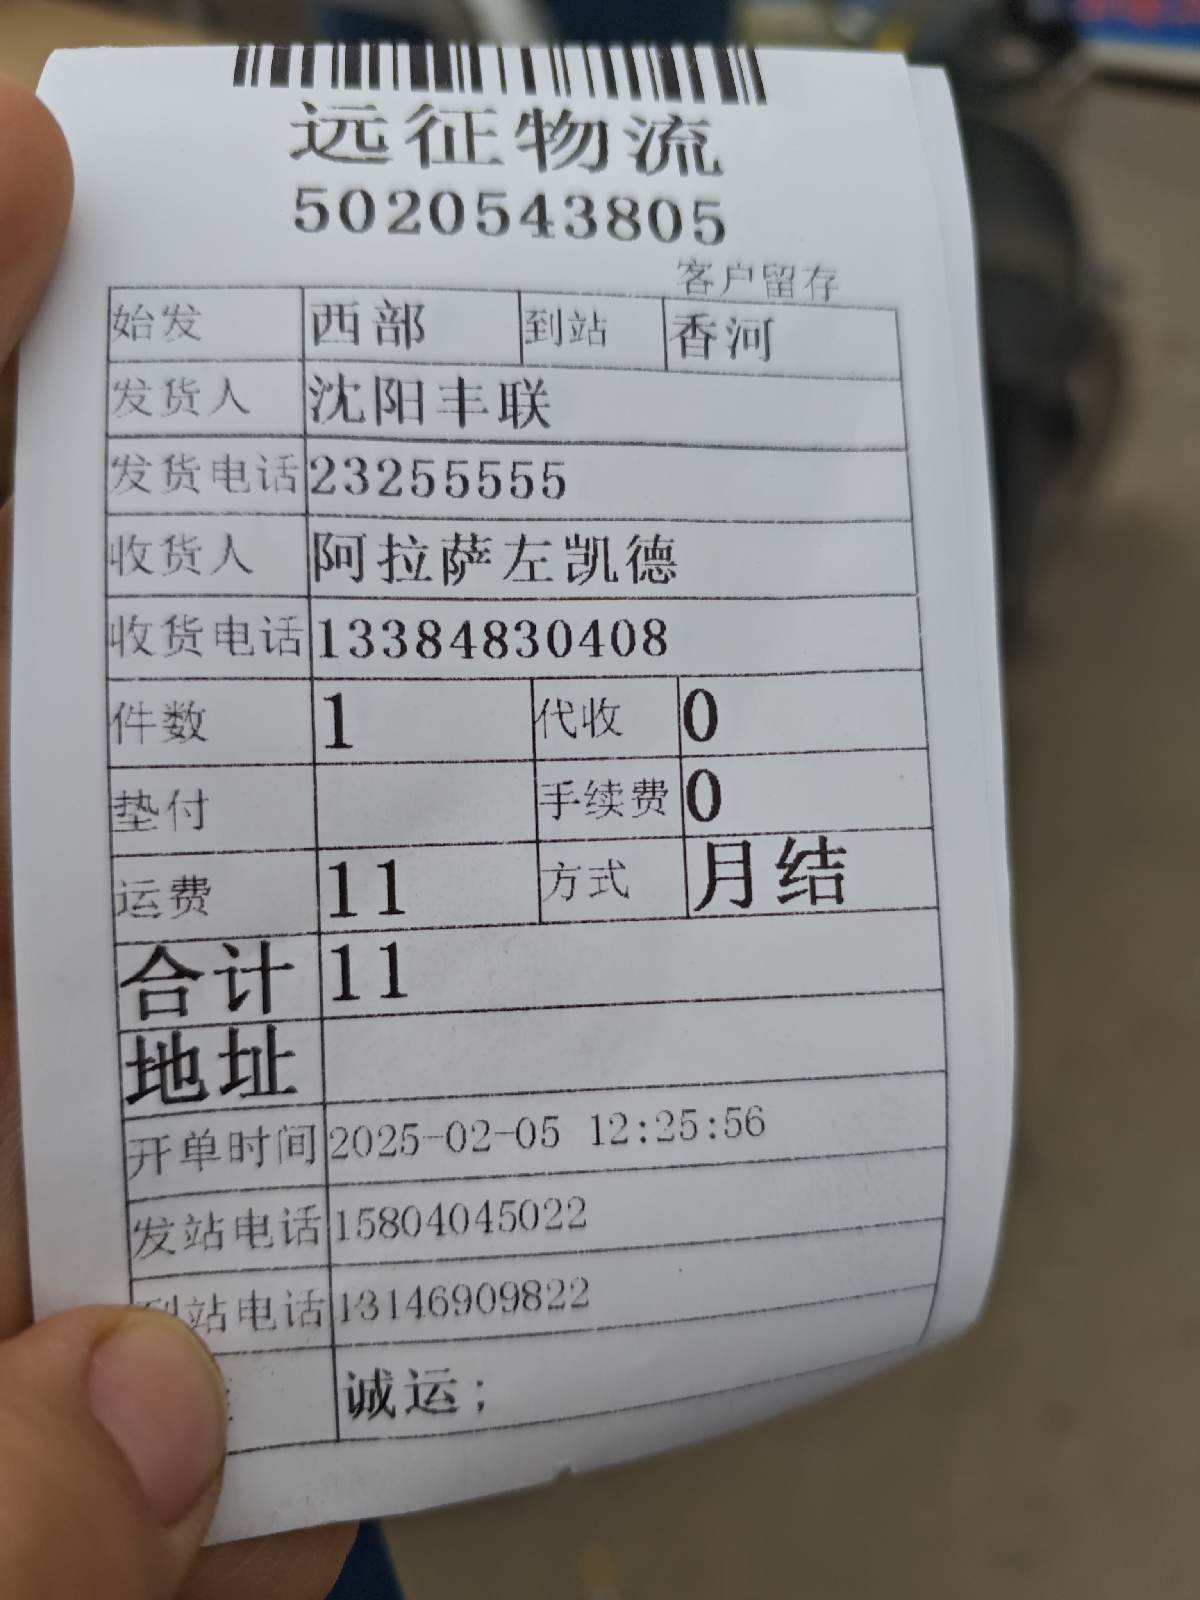 远征物流
5020543805
客户留存
始发 西部 到站 香河
发货人 沈阳丰联
发货电话 23255555
收货人 阿拉萨左凯德
收货电话 13384830408
件数 1 代收 0
垫付 手续费 0
运费 11 方式 月结
合计 11
地址
开单时间 2025-02-05 12:25:56
发站电话 15804045022
到站电话 13146909822
诚运;